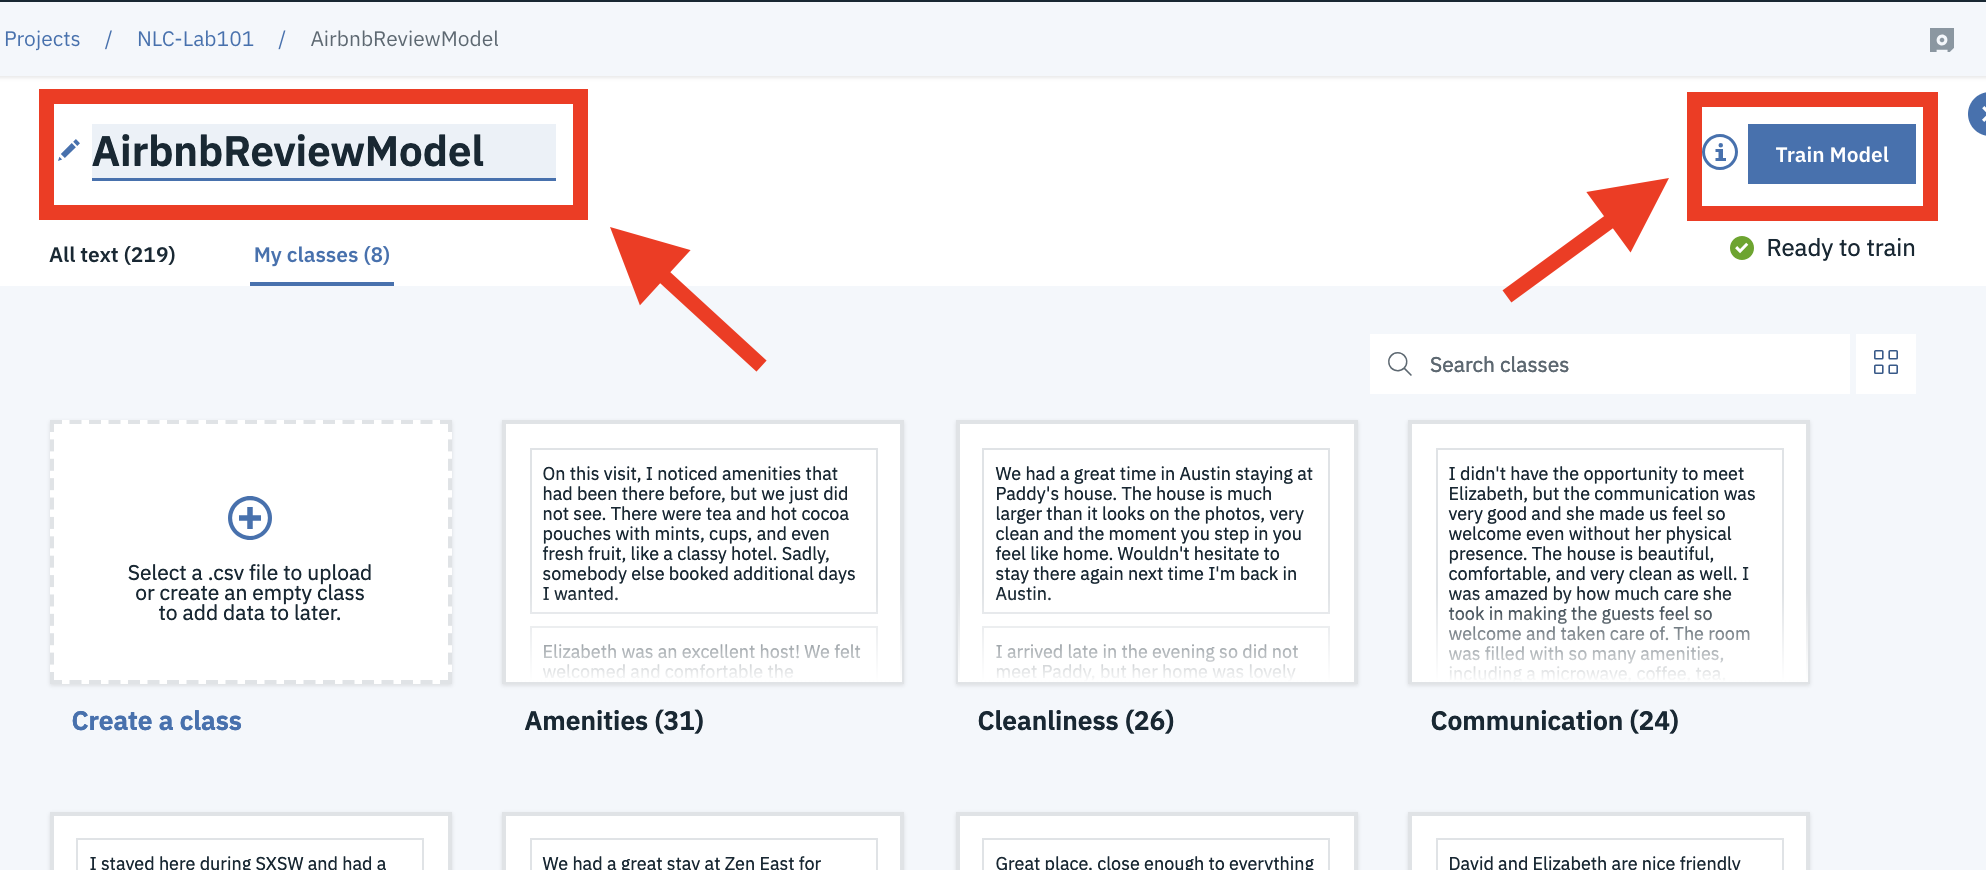 Projects / NLC-Lab101 / AirbnbReviewModel
AirbnbReviewModel
Train Model
Ready to train
All text (219)
My classes (8)
Search classes
Select a .csv file to upload
or create an empty class
to add data to later.
Create a class
On this visit, I noticed amenities that
had been there before, but we just did
not see. There were tea and hot cocoa
pouches with mints, cups, and even
fresh fruit, like a classy hotel. Sadly,
somebody else booked additional days
I wanted.
Elizabeth was an excellent host! We felt
welcomed and comfortable the
Amenities (31)
We had a great time in Austin staying at
Paddy's house. The house is much
larger than it looks on the photos, very
clean and the moment you step in you
feel like home. Wouldn't hesitate to
stay there again next time I'm back in
Austin.
I arrived late in the evening so did not
meet Paddy, but her home was lovely
Cleanliness (26)
I didn't have the opportunity to meet
Elizabeth, but the communication was
very good and she made us feel so
welcome even without her physical
presence. The house is beautiful,
comfortable, and very clean as well. I
was amazed by how much care she
took in making the guests feel so
welcome and taken care of. The room
was filled with so many amenities,
including a microwave, coffee, tea,
Communication (24)
I stayed here during SXSW and had a
We had a great stay at Zen East for
Great place, close enough to everything
David and Elizabeth are nice friendly